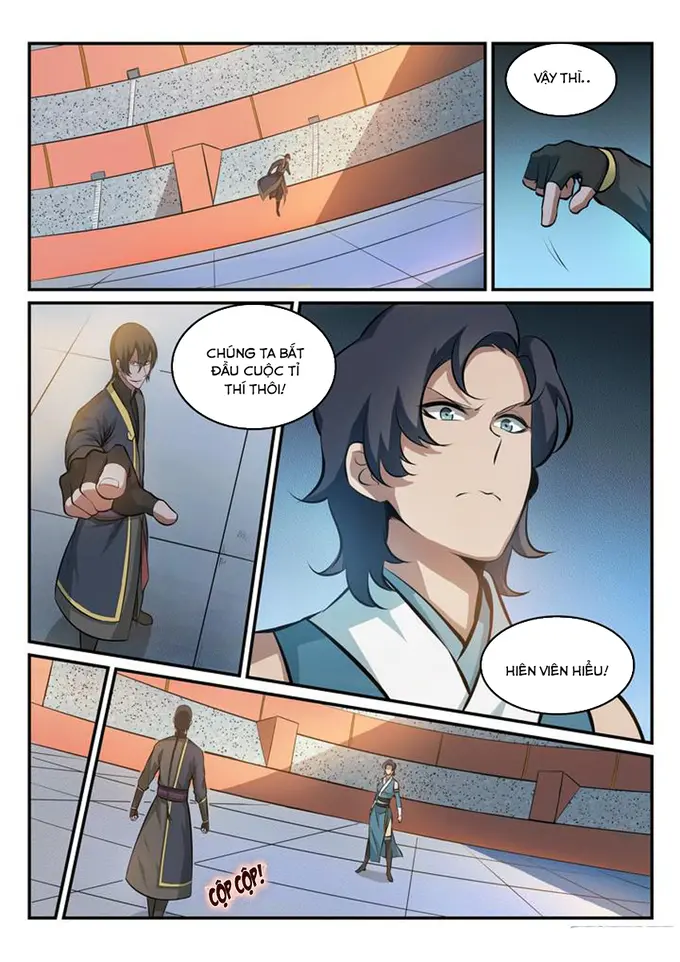 VẬY THÌ..
CHÚNG TA BẮT
ĐẦU CUỘC TỈ
THÍ THÔI!
HIÊN VIÊN HIỂU!
CỘP CỘP!